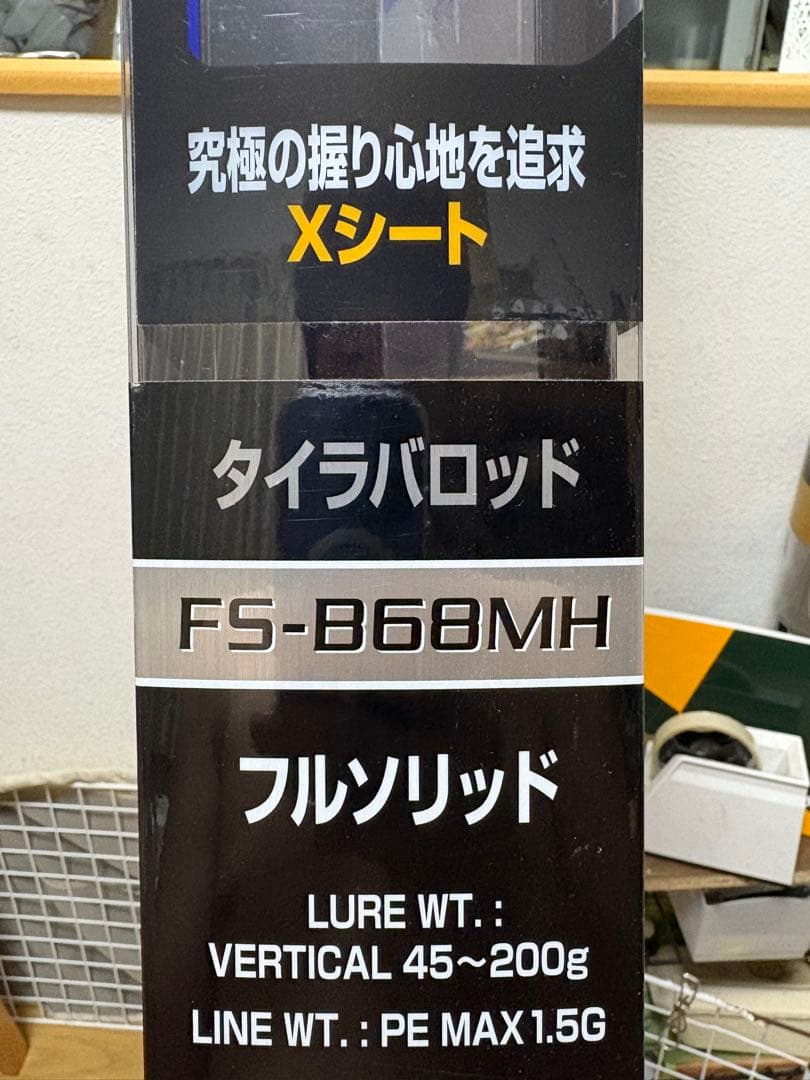 究極の握り心地を追求
Xシート
タイラバロッド
FS-B68MH
フルソリッド
LURE WT. :
VERTICAL 45～200g
LINE WT. : PE MAX 1.5G